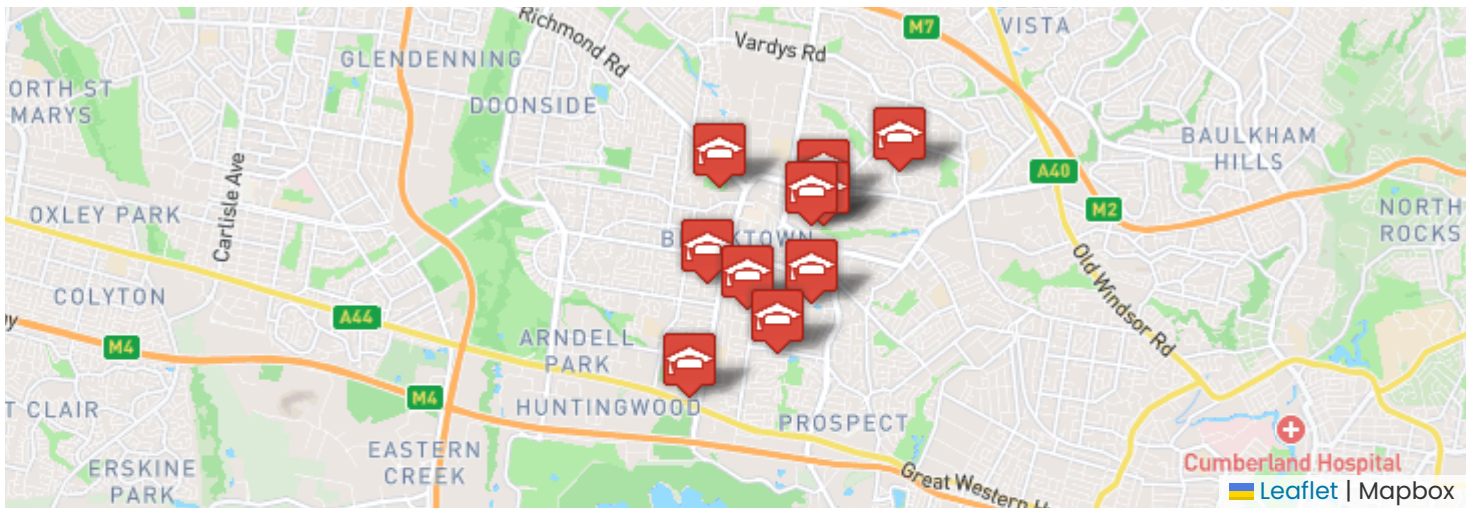 Richmond Rd
M7
VISTA
Vardys Rd
GLENDENNING
ORTH ST
MARYS
DOONSIDE
BAULKHAM
HILLS
A40
Carlisle Ave
OXLEY PARK
M2
NORTH
ROCKS
Old Windsor Rd
COLYTON
A44
M4
ARNDELL
PARK
M4
T CLAIR
HUNTINGWOOD
PROSPECT
EASTERN
CREEK
ERSKINE
PARK
Great Western H
Cumberland Hospital
Leaflet | Mapbox